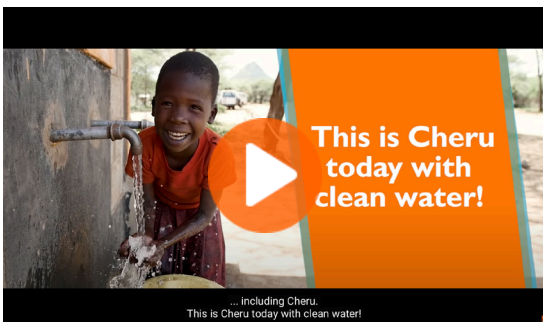 This is Cheru
today with
clean water!
... including Cheru.
This is Cheru today with clean water!